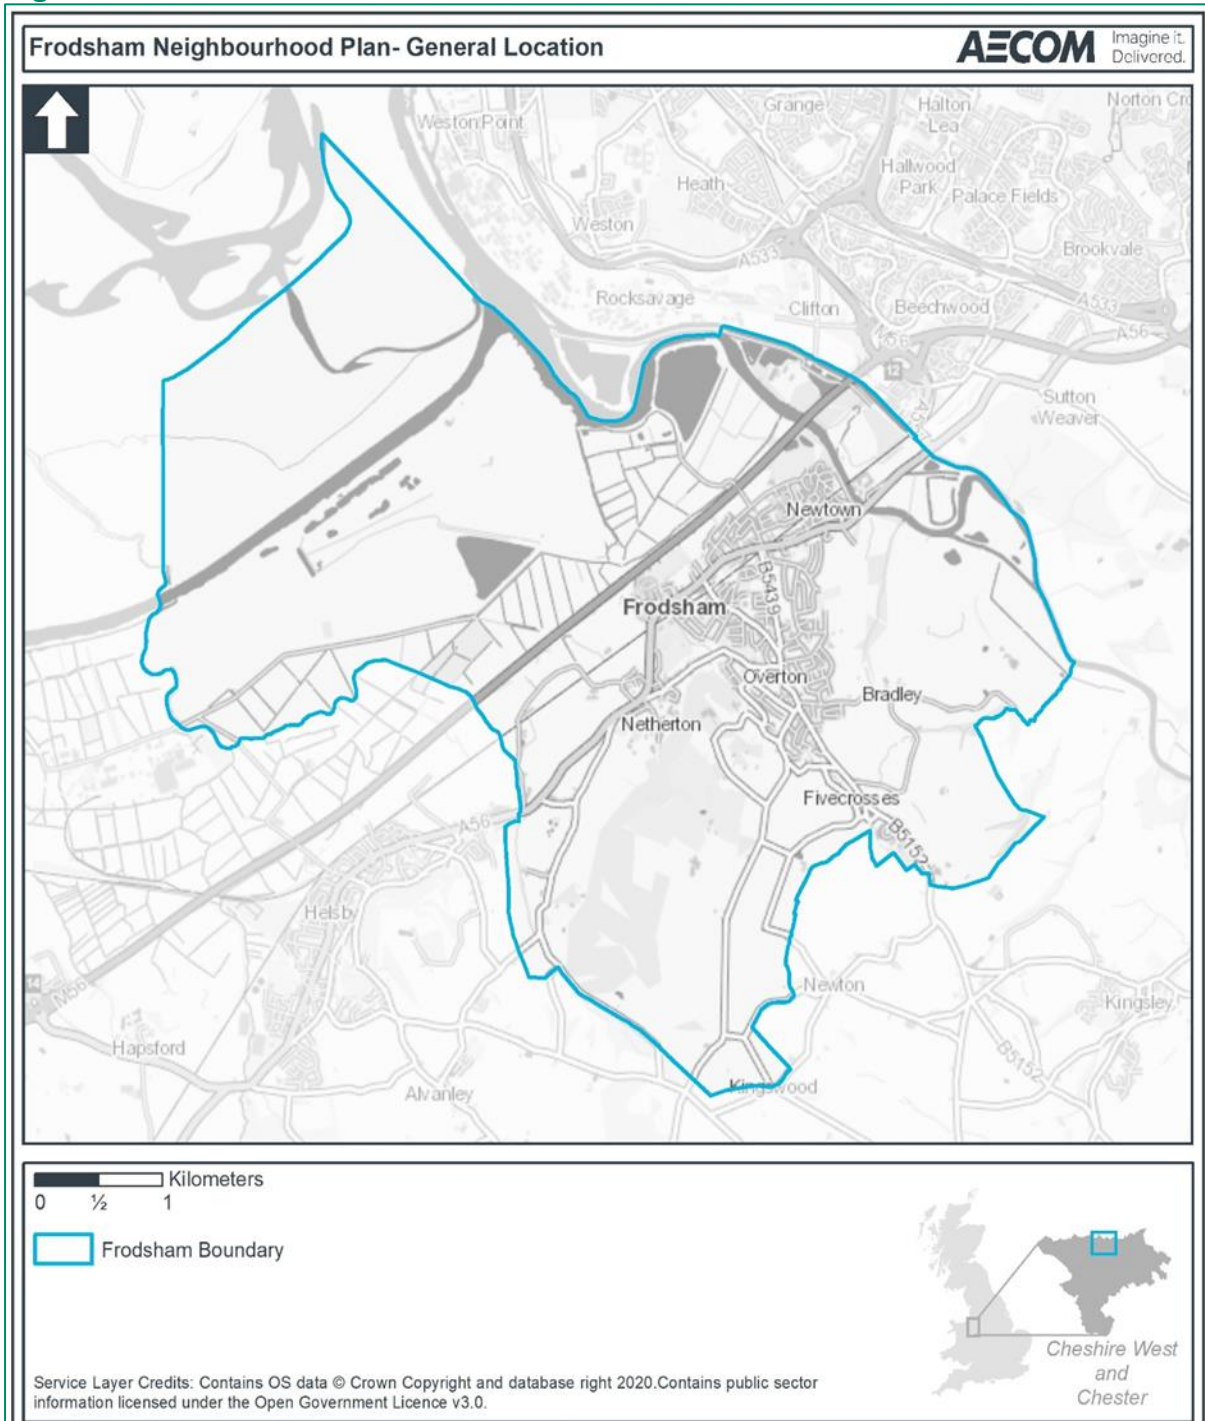 Frodsham Neighbourhood Plan- General Location
AECOM
Imagine it.
Delivered.
Weston Point
Grange
Halton
Lea
Hallwood
Park
Heath
Palace Fields
Weston
Brookvale
A533
Rocksavage
Clifton
Beechwood
A533
A56
12
Sutton
Weaver
Newtown
B5439
Frodsham
Overton
Bradley
Netherton
Fivecrosses
A56
B5152
Helsby
14
M56
Newton
Kingsley
Hapsford
B5152
Alvanley
Kingswood
Kilometers
0 ½ 1
Frodsham Boundary
Cheshire West
and
Chester
Service Layer Credits: Contains OS data © Crown Copyright and database right 2020.Contains public sector
information licensed under the Open Government Licence v3.0.